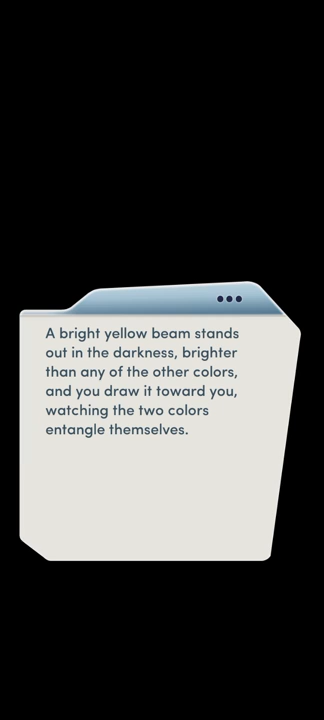 A bright yellow beam stands
out in the darkness, brighter
than any of the other colors,
and you draw it toward you,
watching the two colors
entangle themselves.